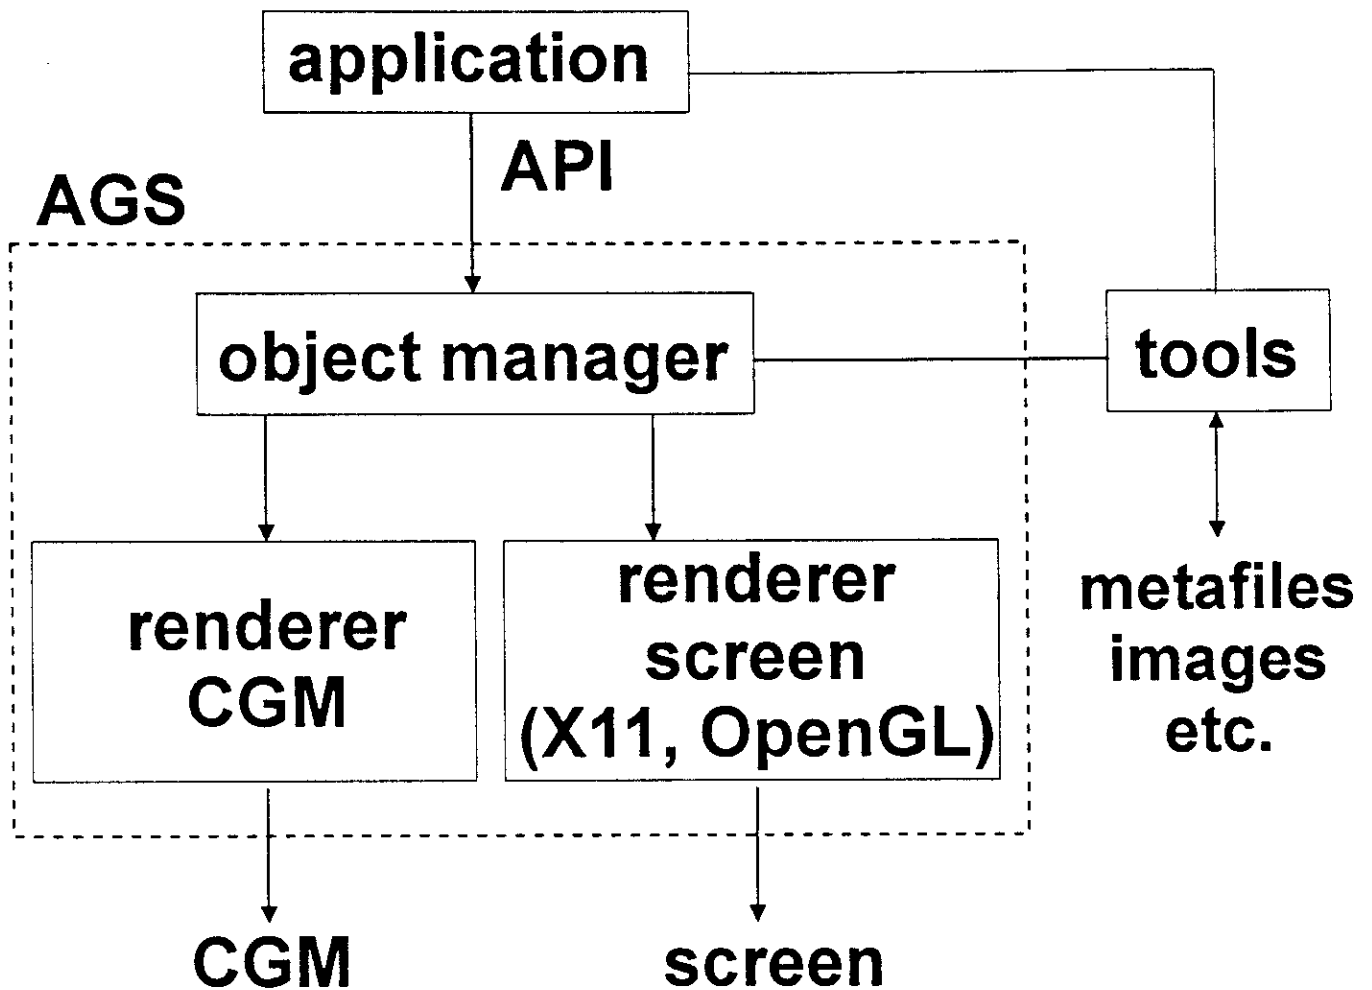 application
API
AGS
object manager
tools
renderer
CGM
renderer
screen
(X11, OpenGL)
metafiles
images
etc.
CGM
screen